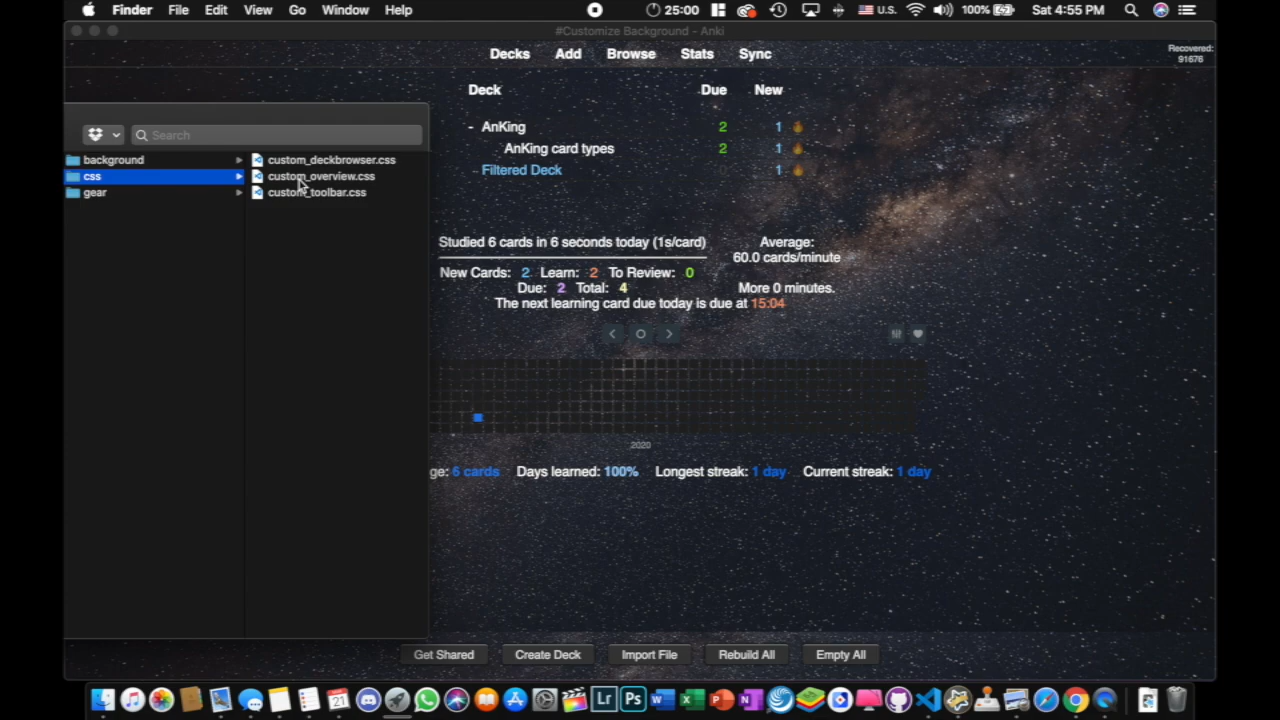 Finder File Edit View Go Window Help 25:00 U.S. 100% Sat 4:55 PM
#Customize Background - Anki
Decks Add Browse Stats Sync
Recovered:
91676
Deck Due New
- AnKing 2 1
AnKing card types 2 1
Filtered Deck 0 1
Search
background
css
gear
custom_deckbrowser.css
custom_overview.css
custom_toolbar.css
Studied 6 cards in 6 seconds today (1s/card)
Average:
60.0 cards/minute
New Cards: 2 Learn: 2 To Review: 0
Due: 2 Total: 4
More 0 minutes.
The next learning card due today is due at 15:04
2020
ge: 6 cards Days learned: 100% Longest streak: 1 day Current streak: 1 day
Get Shared Create Deck Import File Rebuild All Empty All
21
Lr Ps